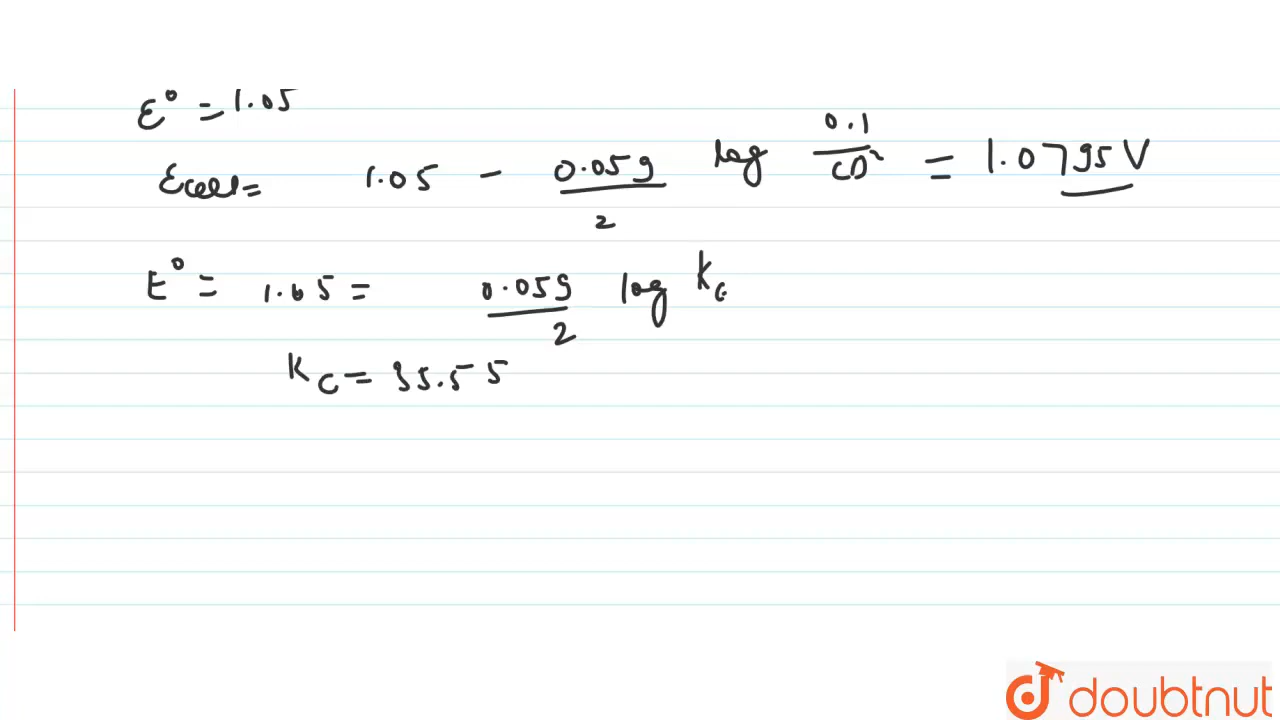 E° = 1.05
Ecell = 1.05 - 0.059/2 log 0.1/(1)² = 1.0795 V
E° = 1.05 = 0.059/2 log Kc
Kc = 35.55
doubtnut